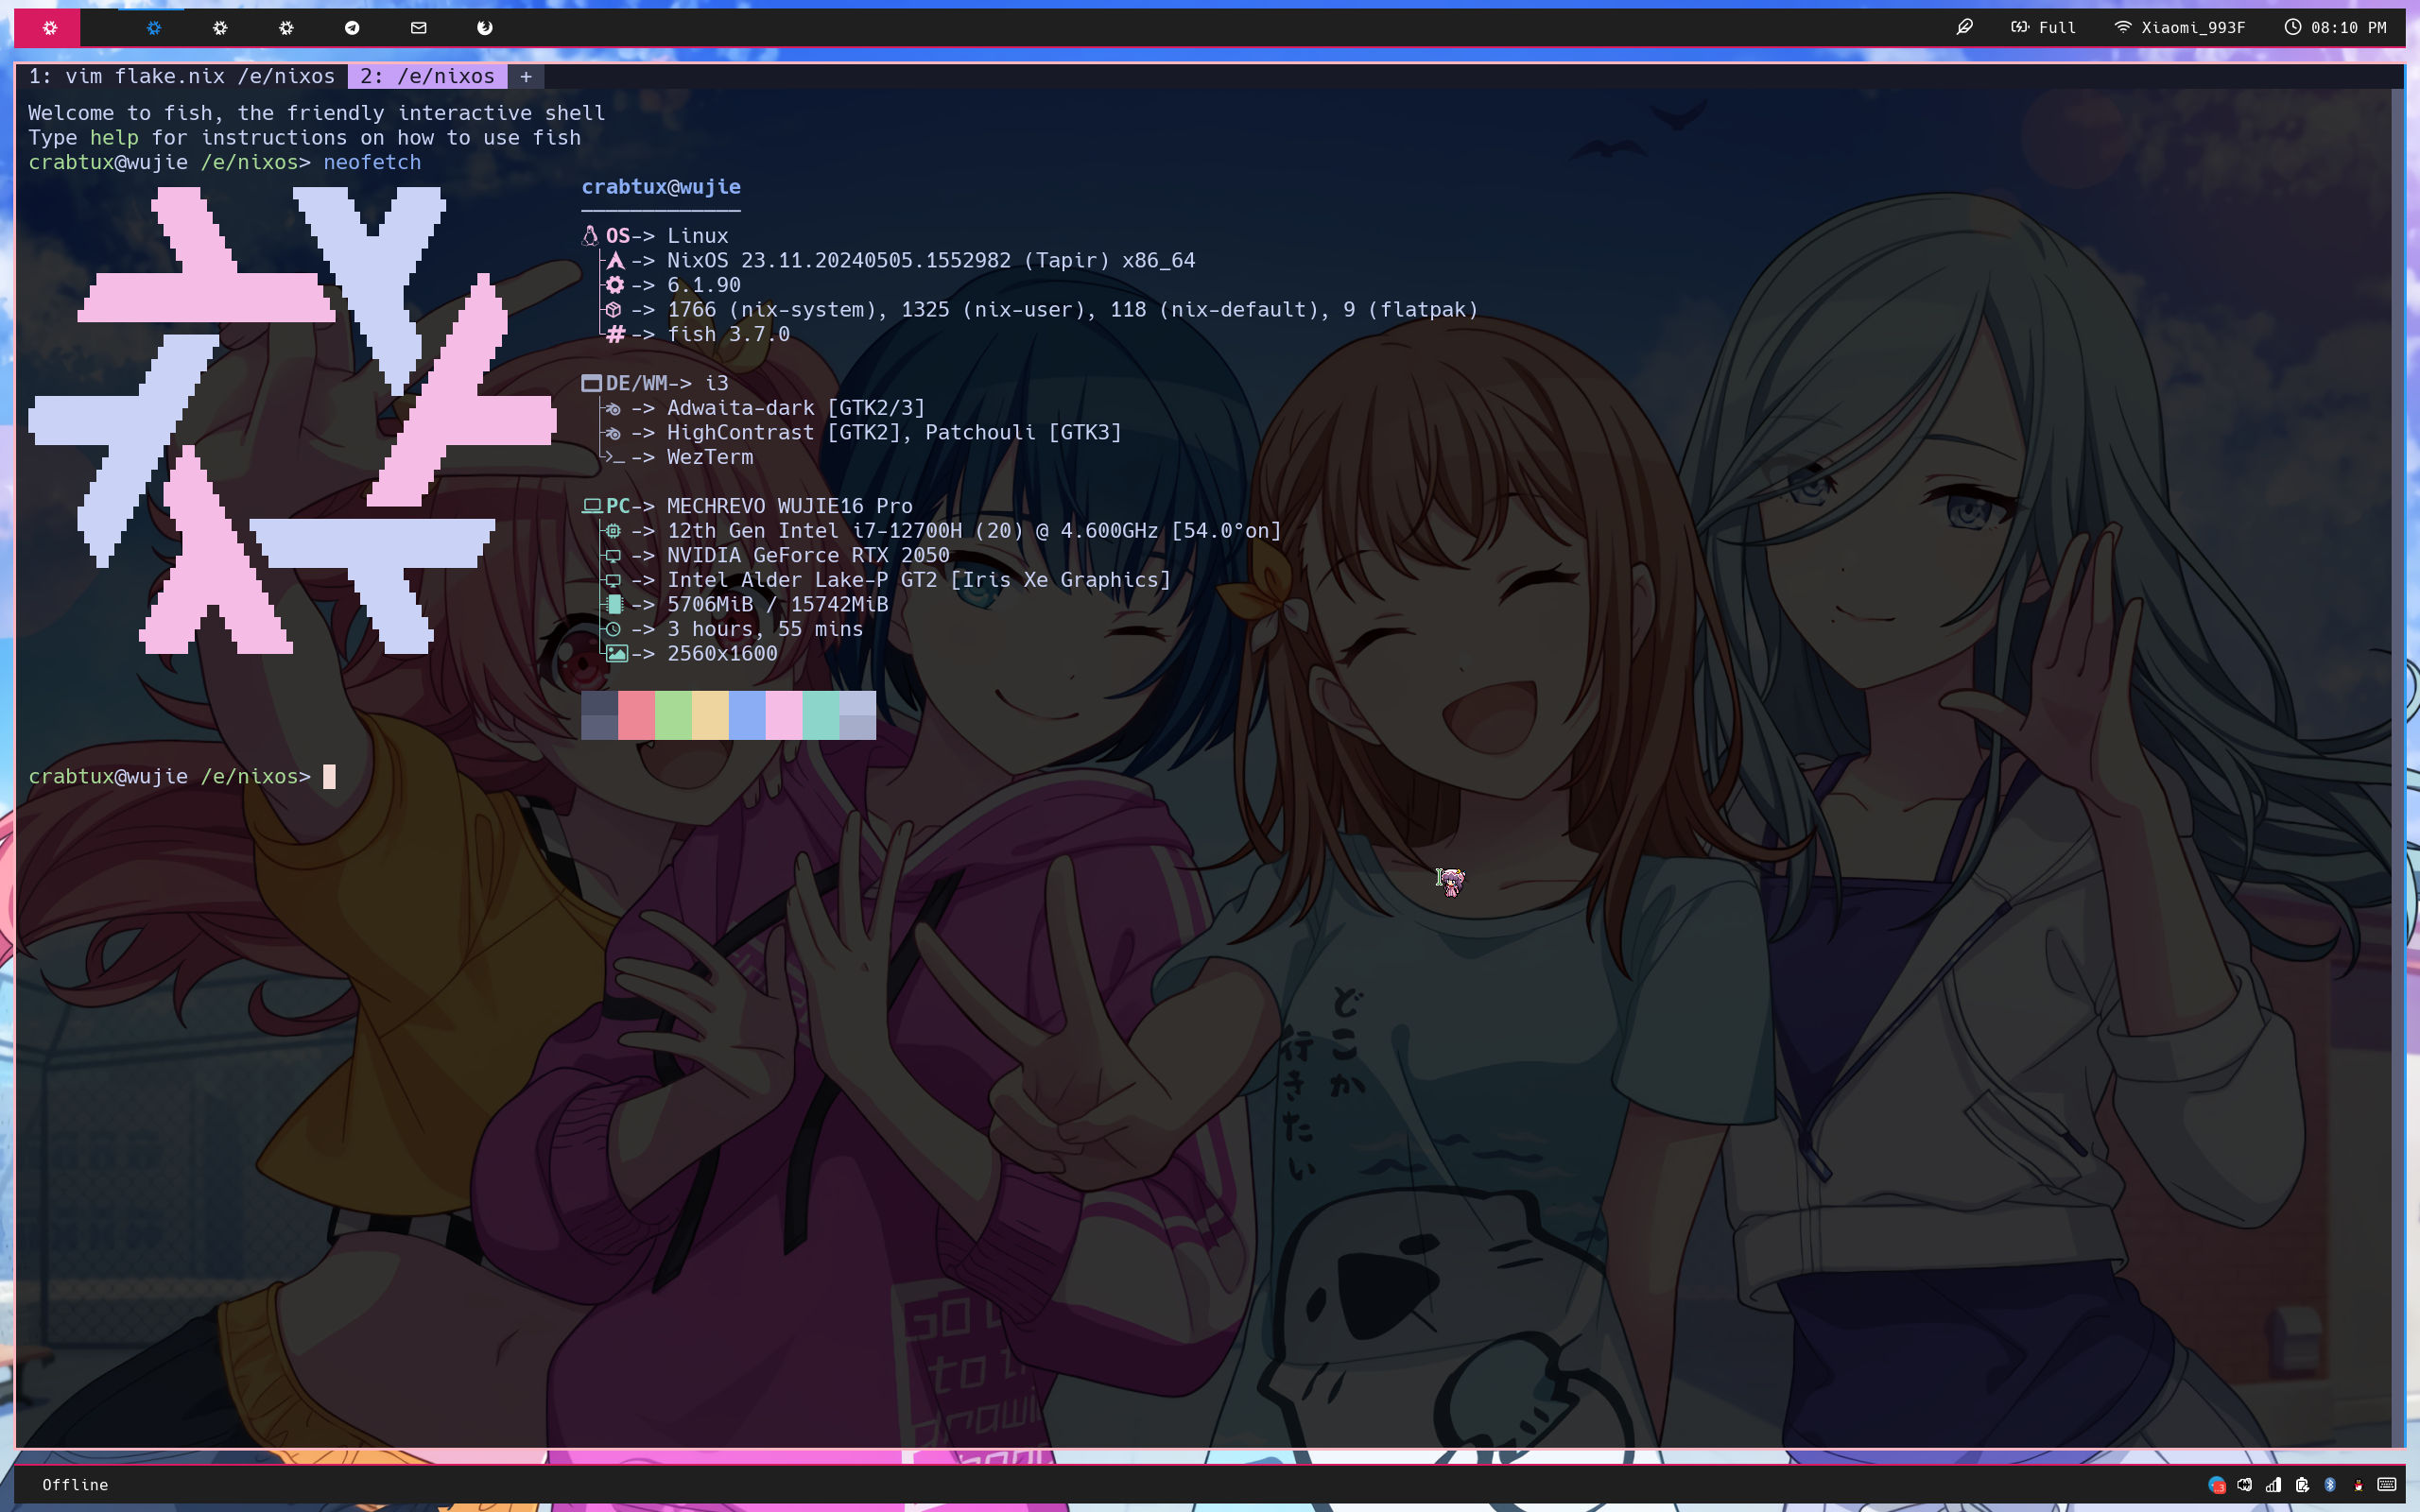 Full Xiaomi_993F 08:10 PM
1: vim flake.nix /e/nixos 2: /e/nixos +
Welcome to fish, the friendly interactive shell
Type help for instructions on how to use fish
crabtux@wujie /e/nixos> neofetch
crabtux@wujie
OS-> Linux
-> NixOS 23.11.20240505.1552982 (Tapir) x86_64
-> 6.1.90
-> 1766 (nix-system), 1325 (nix-user), 118 (nix-default), 9 (flatpak)
# -> fish 3.7.0
DE/WM-> i3
-> Adwaita-dark [GTK2/3]
-> HighContrast [GTK2], Patchouli [GTK3]
>_ -> WezTerm
PC-> MECHREVO WUJIE16 Pro
-> 12th Gen Intel i7-12700H (20) @ 4.600GHz [54.0°on]
-> NVIDIA GeForce RTX 2050
-> Intel Alder Lake-P GT2 [Iris Xe Graphics]
-> 5706MiB / 15742MiB
-> 3 hours, 55 mins
-> 2560x1600
crabtux@wujie /e/nixos>
どこか
行きたい
to
Offline
3